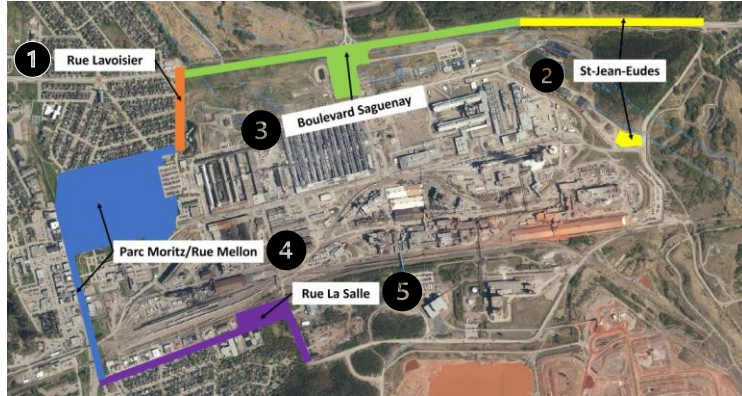 1
Rue Lavoisier
2
St-Jean-Eudes
3
Boulevard Saguenay
Parc Moritz/Rue Mellon
4
Rue La Salle
5